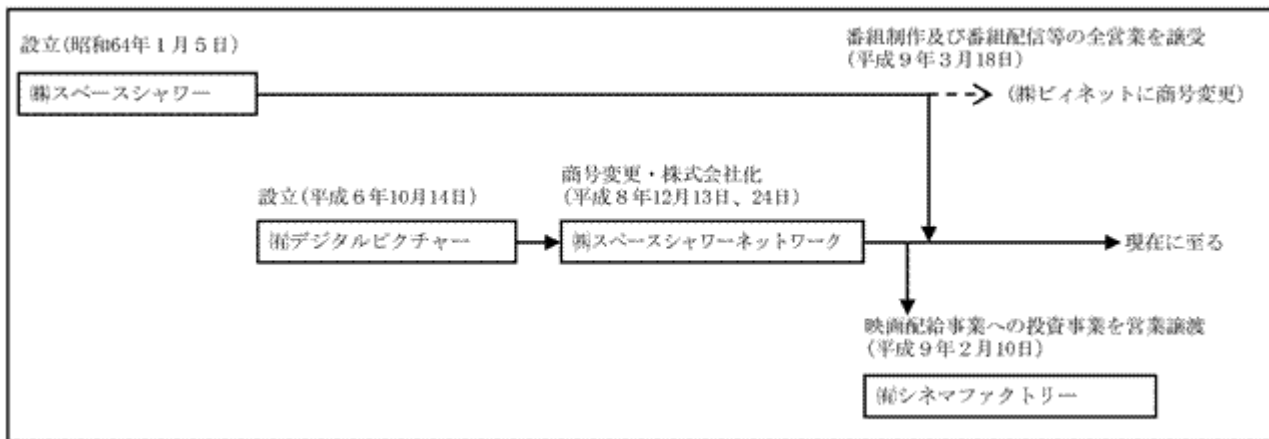 設立(昭和64年1月5日)
番組制作及び番組配信等の全営業を譲受
(平成9年3月18日)
㈱スペースシャワー
(㈱ビィネットに商号変更)
商号変更・株式会社化
(平成8年12月13日、24日)
設立(平成6年10月14日)
㈲デジタルピクチャー
㈱スペースシャワーネットワーク
現在に至る
映画配給事業への投資事業を営業譲渡
(平成9年2月10日)
㈲シネマファクトリー